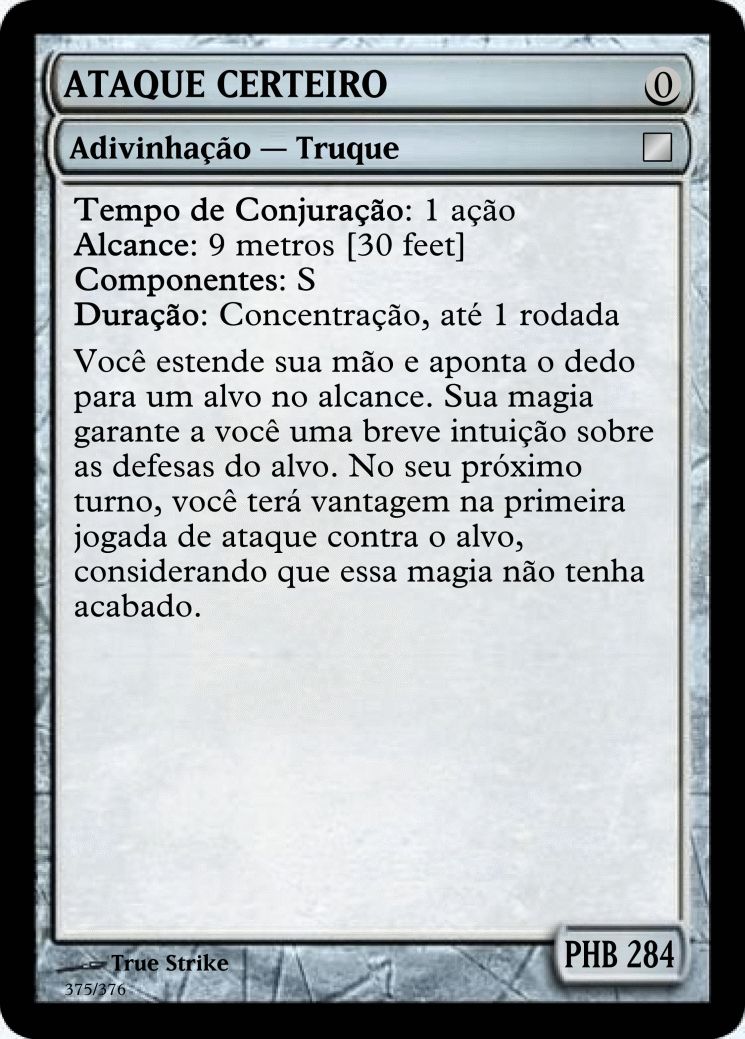 ATAQUE CERTEIRO 0
Adivinhação — Truque
Tempo de Conjuração: 1 ação
Alcance: 9 metros [30 feet]
Componentes: S
Duração: Concentração, até 1 rodada
Você estende sua mão e aponta o dedo
para um alvo no alcance. Sua magia
garante a você uma breve intuição sobre
as defesas do alvo. No seu próximo
turno, você terá vantagem na primeira
jogada de ataque contra o alvo,
considerando que essa magia não tenha
acabado.
PHB 284
True Strike
375/376